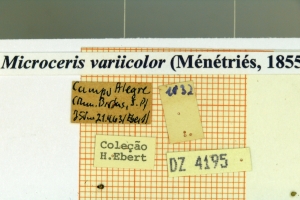 Microceris variicolor (Ménétriés, 1855
Campo Alegre
1832
Coleção
H. Ebert
DZ 4195